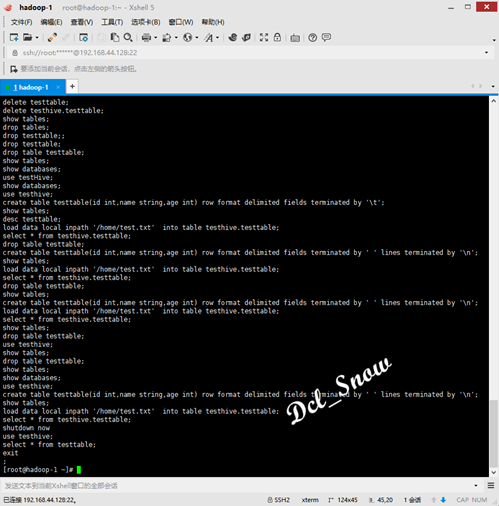 hadoop-1 root@hadoop-1:~ - Xshell 5
文件(F) 编辑(E) 查看(V) 工具(T) 选项卡(B) 窗口(W) 帮助(H)
ssh://root:******@192.168.44.128:22
要添加当前会话，点击左侧的箭头按钮。
1 hadoop-1 × +
delete testtable;
delete testhive.testtable;
show tables;
drop tables;
drop testtable;;
drop testtable;
drop table testtable;
show tables;
show databases;
use testHive;
show databases;
use testhive;
create table testtable(id int,name string,age int) row format delimited fields terminated by '\t';
show tables;
desc testtable;
load data local inpath '/home/test.txt'  into table testhive.testtable;
select * from testhive.testtable;
drop table testtable;
create table testtable(id int,name string,age int) row format delimited fields terminated by ' ' lines terminated by '\n';
show tables;
load data local inpath '/home/test.txt'  into table testhive.testtable;
select * from testhive.testtable;
drop table testtable;
show tables;
create table testtable(id int,name string,age int) row format delimited fields terminated by ' ' lines terminated by '\n';
load data local inpath '/home/test.txt'  into table testhive.testtable;
select * from testhive.testtable;
show tables;
drop table testtable;
use testhive;
show tables;
drop table testtable;
show tables;
show databases;
use testhive;
create table testtable(id int,name string,age int) row format delimited fields terminated by ' ' lines terminated by '\n';
show tables;
load data local inpath '/home/test.txt'  into table testhive.testtable;
select * from testhive.testtable;
shutdown now
use testhive;
select * from testtable;
exit
;
[root@hadoop-1 ~]#
Dcl_Snow
发送文本到当前Xshell窗口的全部会话
已连接 192.168.44.128:22。 SSH2 xterm 124x45 45,20 1 会话 CAP NUM